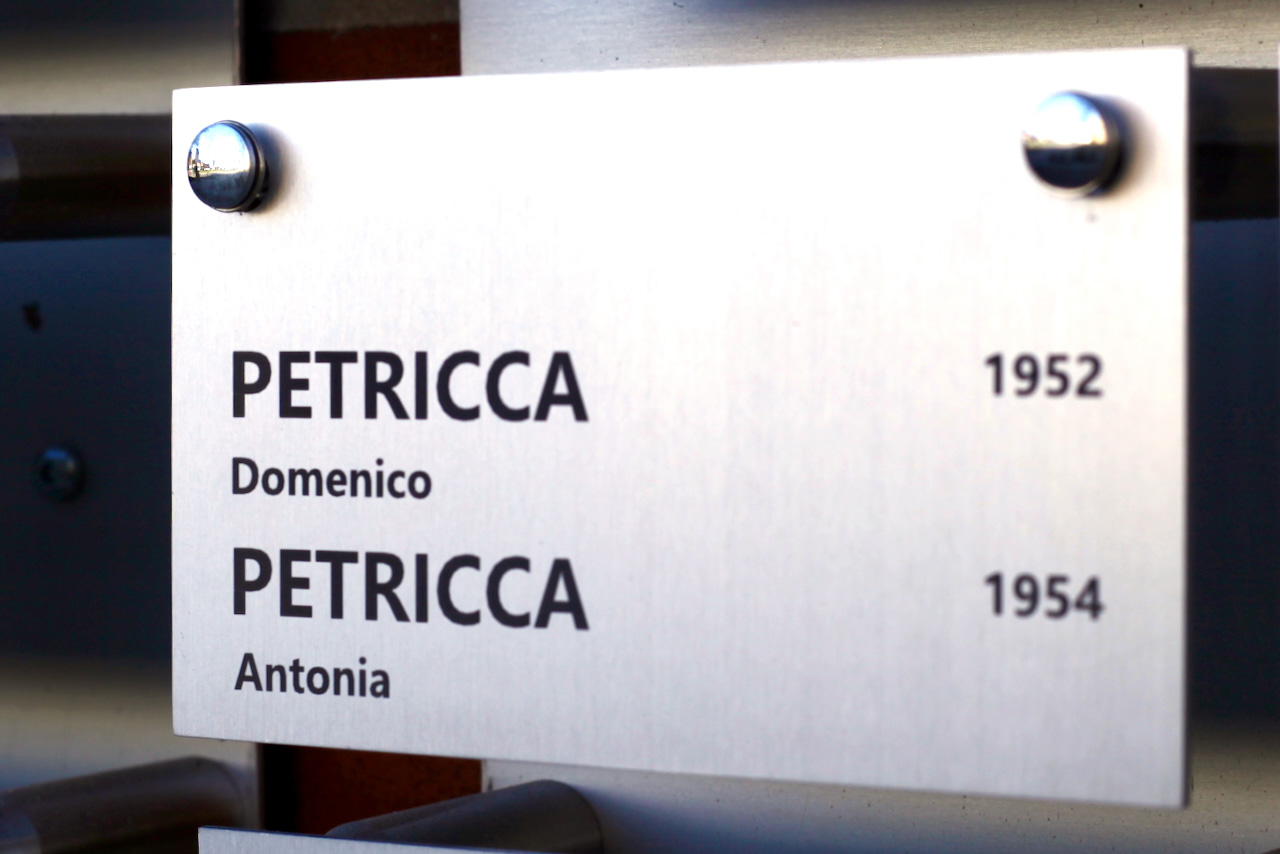 PETRICCA 1952
Domenico
PETRICCA 1954
Antonia